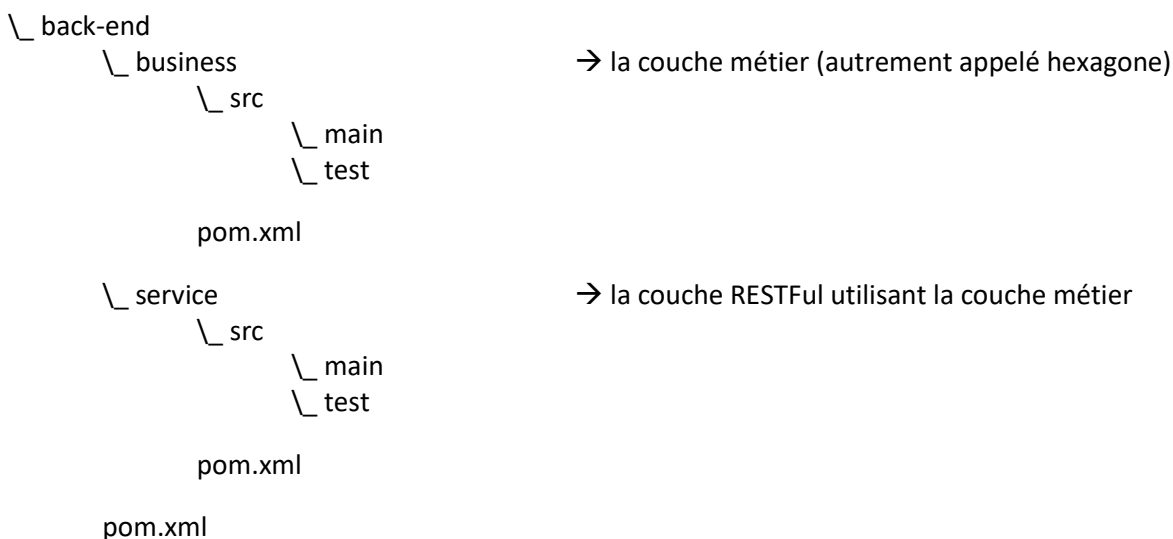 \_ back-end
\_ business → la couche métier (autrement appelé hexagone)
\_ src
\_ main
\_ test
pom.xml
\_ service → la couche RESTFul utilisant la couche métier
\_ src
\_ main
\_ test
pom.xml
pom.xml